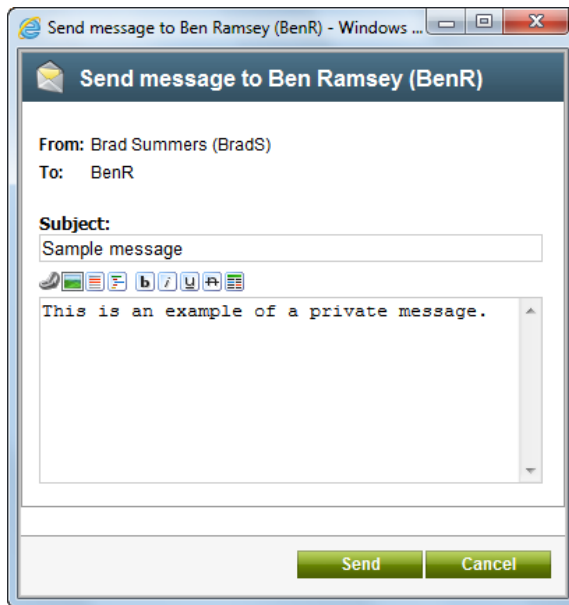 Send message to Ben Ramsey (BenR) - Windows ...
Send message to Ben Ramsey (BenR)
From: Brad Summers (BradS)
To: BenR
Subject:
Sample message
b i U R
This is an example of a private message.
Send Cancel